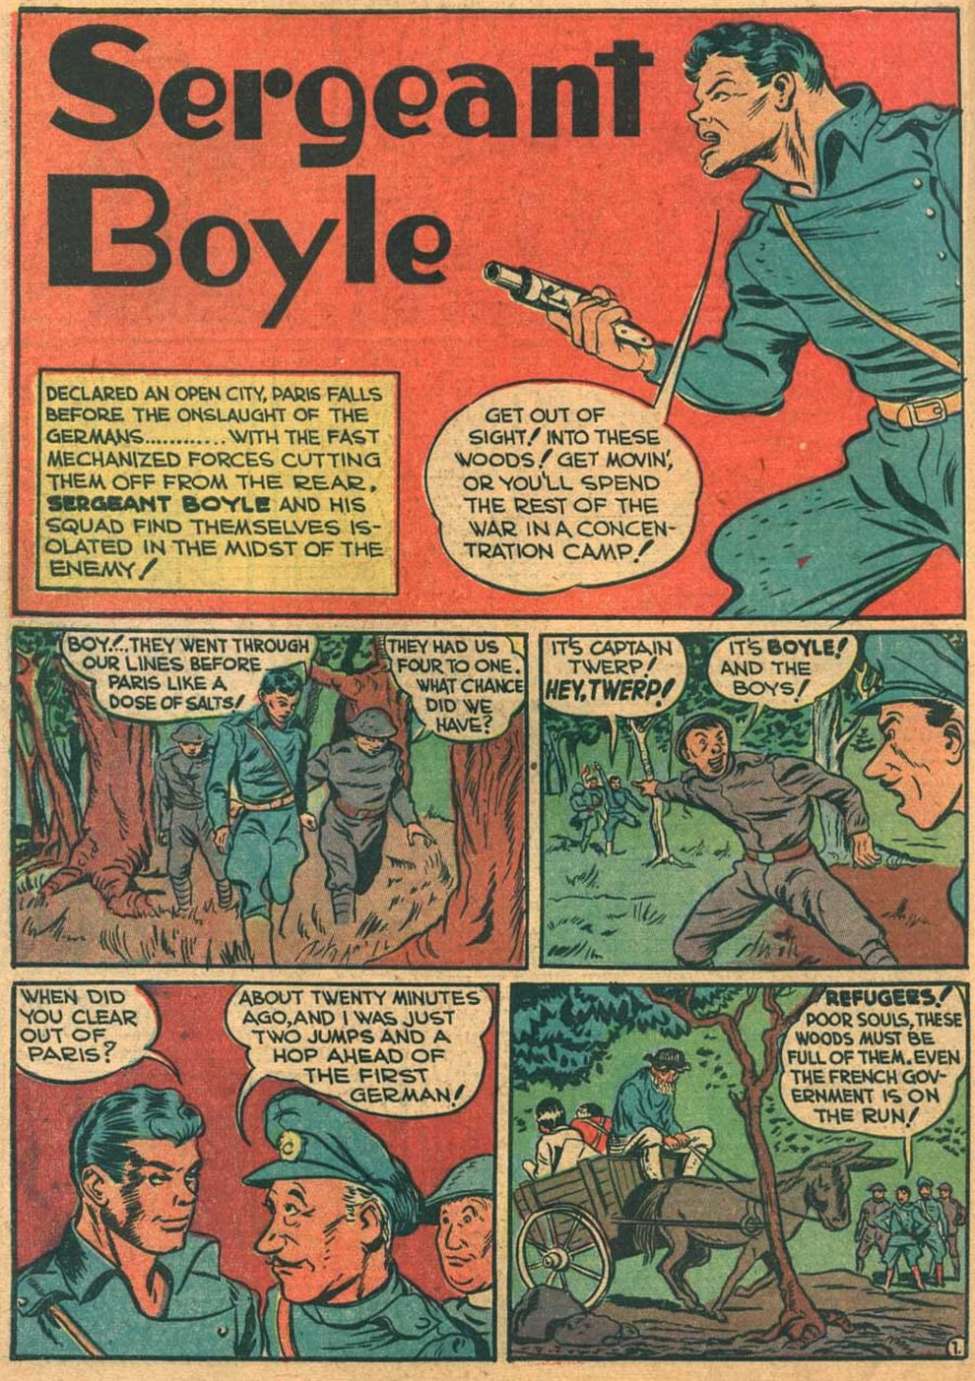 Sergeant
Boyle
DECLARED AN OPEN CITY, PARIS FALLS
BEFORE THE ONSLAUGHT OF THE
GERMANS............WITH THE FAST
MECHANIZED FORCES CUTTING
THEM OFF FROM THE REAR,
SERGEANT BOYLE AND HIS
SQUAD FIND THEMSELVES IS-
OLATED IN THE MIDST OF THE
ENEMY!
GET OUT OF
SIGHT! INTO THESE
WOODS! GET MOVIN',
OR YOU'LL SPEND
THE REST OF THE
WAR IN A CONCEN-
TRATION CAMP!
BOY!....THEY WENT THROUGH
OUR LINES BEFORE
PARIS LIKE A
DOSE OF SALTS!
THEY HAD US
FOUR TO ONE.
WHAT CHANCE
DID WE
HAVE?
IT'S CAPTAIN
TWERP!
HEY, TWERP!
IT'S BOYLE!
AND THE
BOYS!
WHEN DID
YOU CLEAR
OUT OF
PARIS?
ABOUT TWENTY MINUTES
AGO, AND I WAS JUST
TWO JUMPS AND A
HOP AHEAD OF
THE FIRST
GERMAN!
REFUGEES!
POOR SOULS, THESE
WOODS MUST BE
FULL OF THEM. EVEN
THE FRENCH GOV-
ERNMENT IS ON
THE RUN!
1.